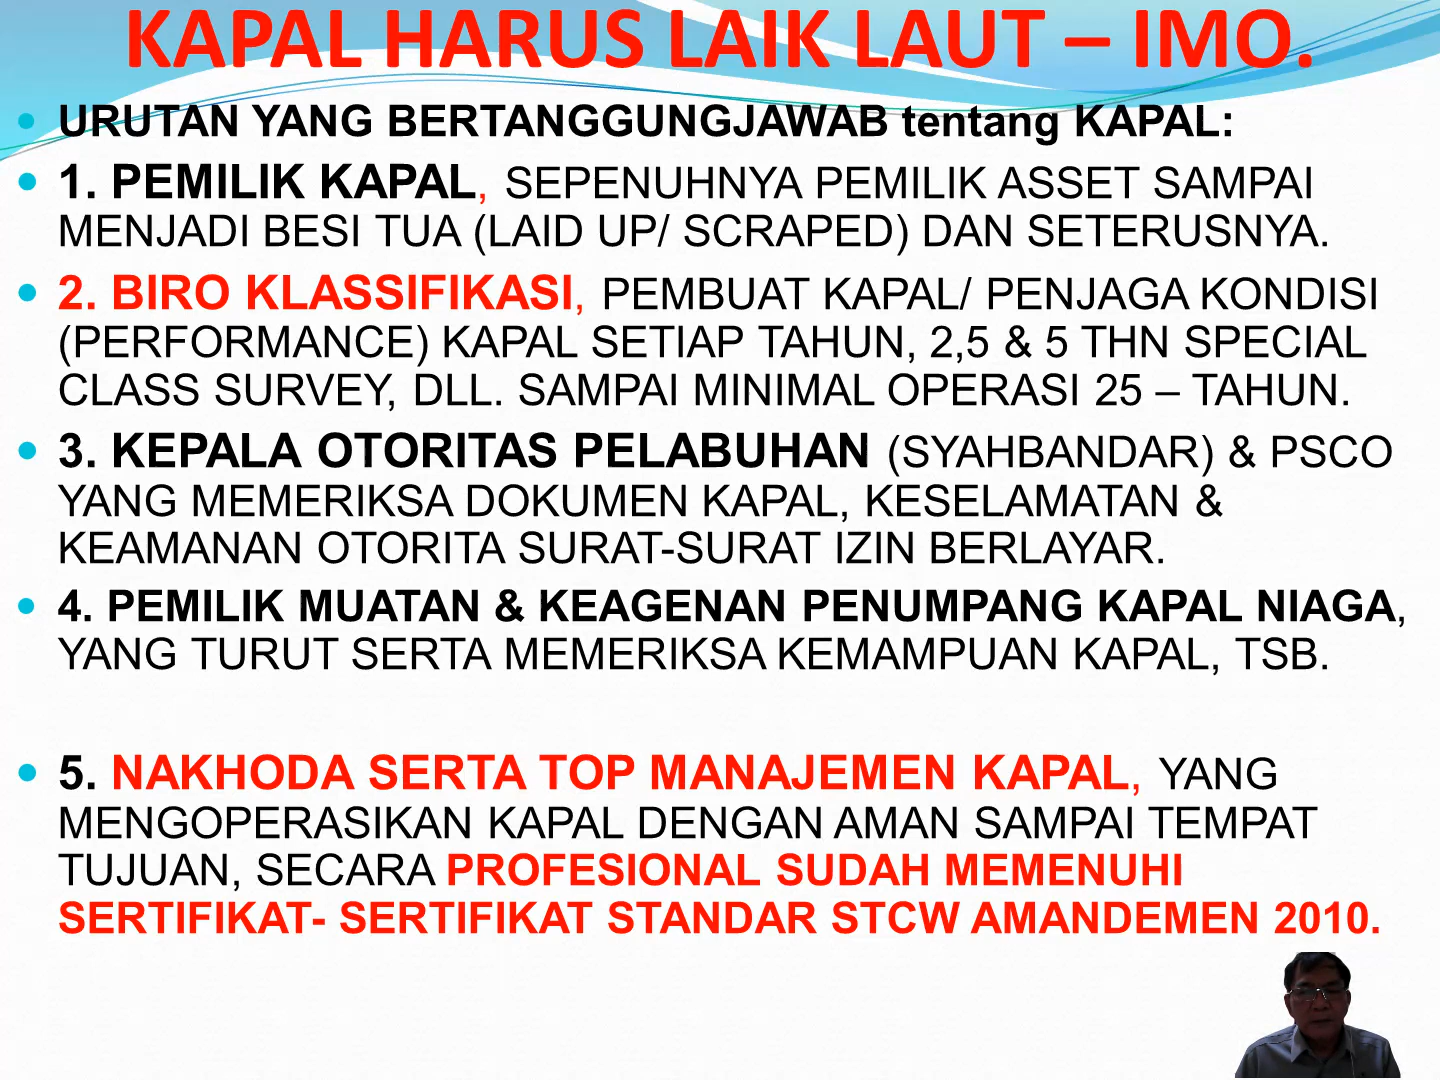 KAPAL HARUS LAIK LAUT – IMO.
• URUTAN YANG BERTANGGUNGJAWAB tentang KAPAL:
• 1. PEMILIK KAPAL, SEPENUHNYA PEMILIK ASSET SAMPAI
MENJADI BESI TUA (LAID UP/ SCRAPED) DAN SETERUSNYA.
• 2. BIRO KLASSIFIKASI, PEMBUAT KAPAL/ PENJAGA KONDISI
(PERFORMANCE) KAPAL SETIAP TAHUN, 2,5 & 5 THN SPECIAL
CLASS SURVEY, DLL. SAMPAI MINIMAL OPERASI 25 – TAHUN.
• 3. KEPALA OTORITAS PELABUHAN (SYAHBANDAR) & PSCO
YANG MEMERIKSA DOKUMEN KAPAL, KESELAMATAN &
KEAMANAN OTORITA SURAT-SURAT IZIN BERLAYAR.
• 4. PEMILIK MUATAN & KEAGENAN PENUMPANG KAPAL NIAGA,
YANG TURUT SERTA MEMERIKSA KEMAMPUAN KAPAL, TSB.
• 5. NAKHODA SERTA TOP MANAJEMEN KAPAL, YANG
MENGOPERASIKAN KAPAL DENGAN AMAN SAMPAI TEMPAT
TUJUAN, SECARA PROFESIONAL SUDAH MEMENUHI
SERTIFIKAT- SERTIFIKAT STANDAR STCW AMANDEMEN 2010.